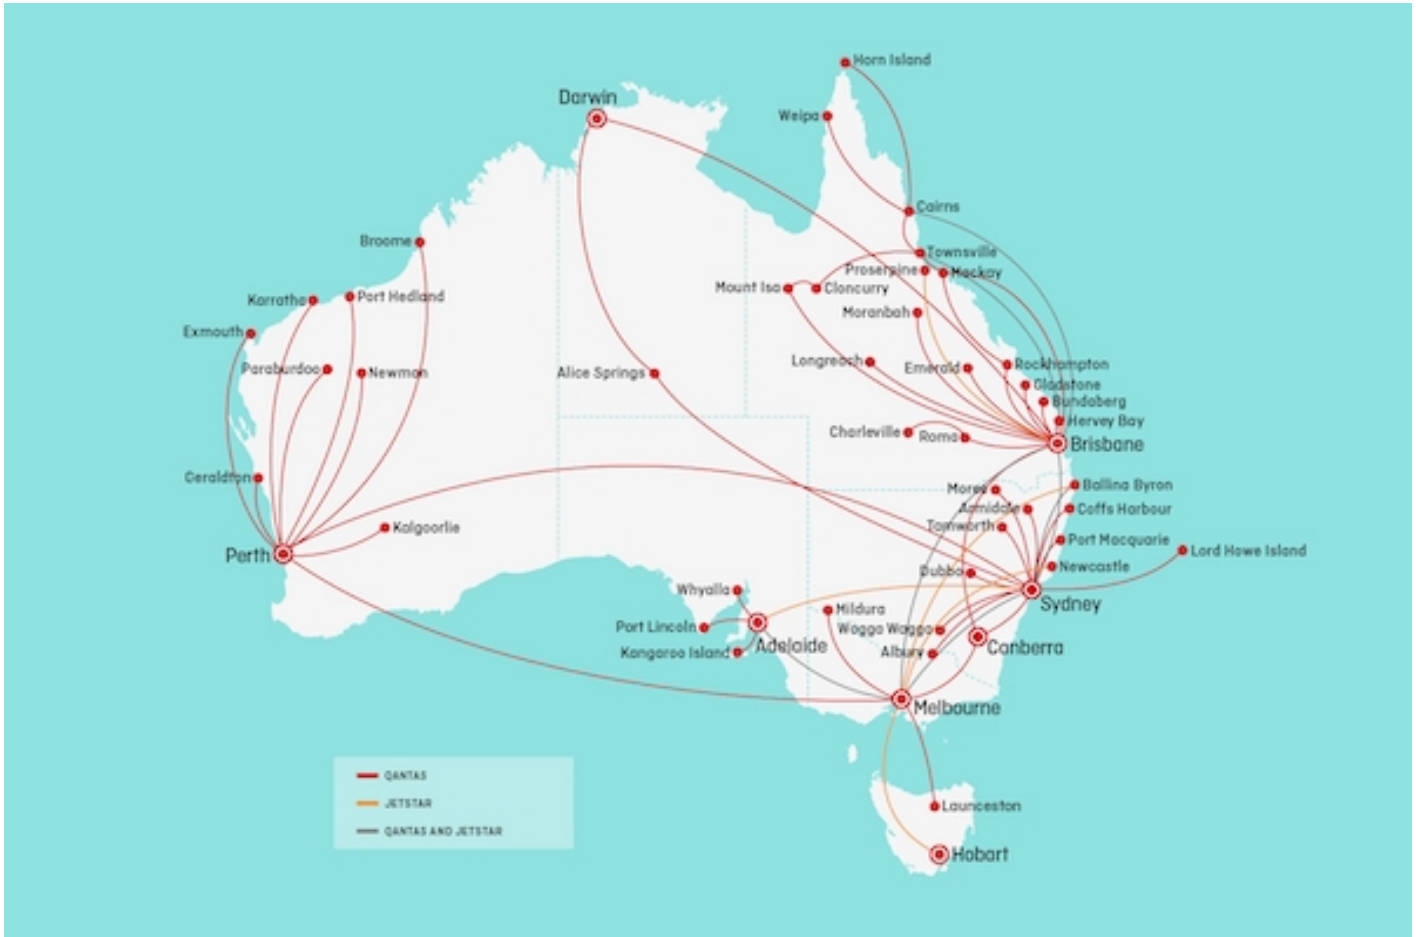 Horn Island
Darwin
Weipa
Cairns
Broome
Townsville
Proserpine
Mackay
Mount Isa
Cloncurry
Karratha
Port Hedland
Moranbah
Exmouth
Longreach
Emerald
Rockhampton
Paraburdoo
Newman
Alice Springs
Gladstone
Bundaberg
Hervey Bay
Charleville
Roma
Brisbane
Geraldton
Moree
Ballina Byron
Armidale
Coffs Harbour
Kalgoorlie
Tamworth
Port Macquarie
Lord Howe Island
Perth
Dubbo
Newcastle
Whyalla
Sydney
Mildura
Port Lincoln
Wagga Wagga
Adelaide
Canberra
Kangaroo Island
Albury
Melbourne
QANTAS
JETSTAR
QANTAS AND JETSTAR
Launceston
Hobart